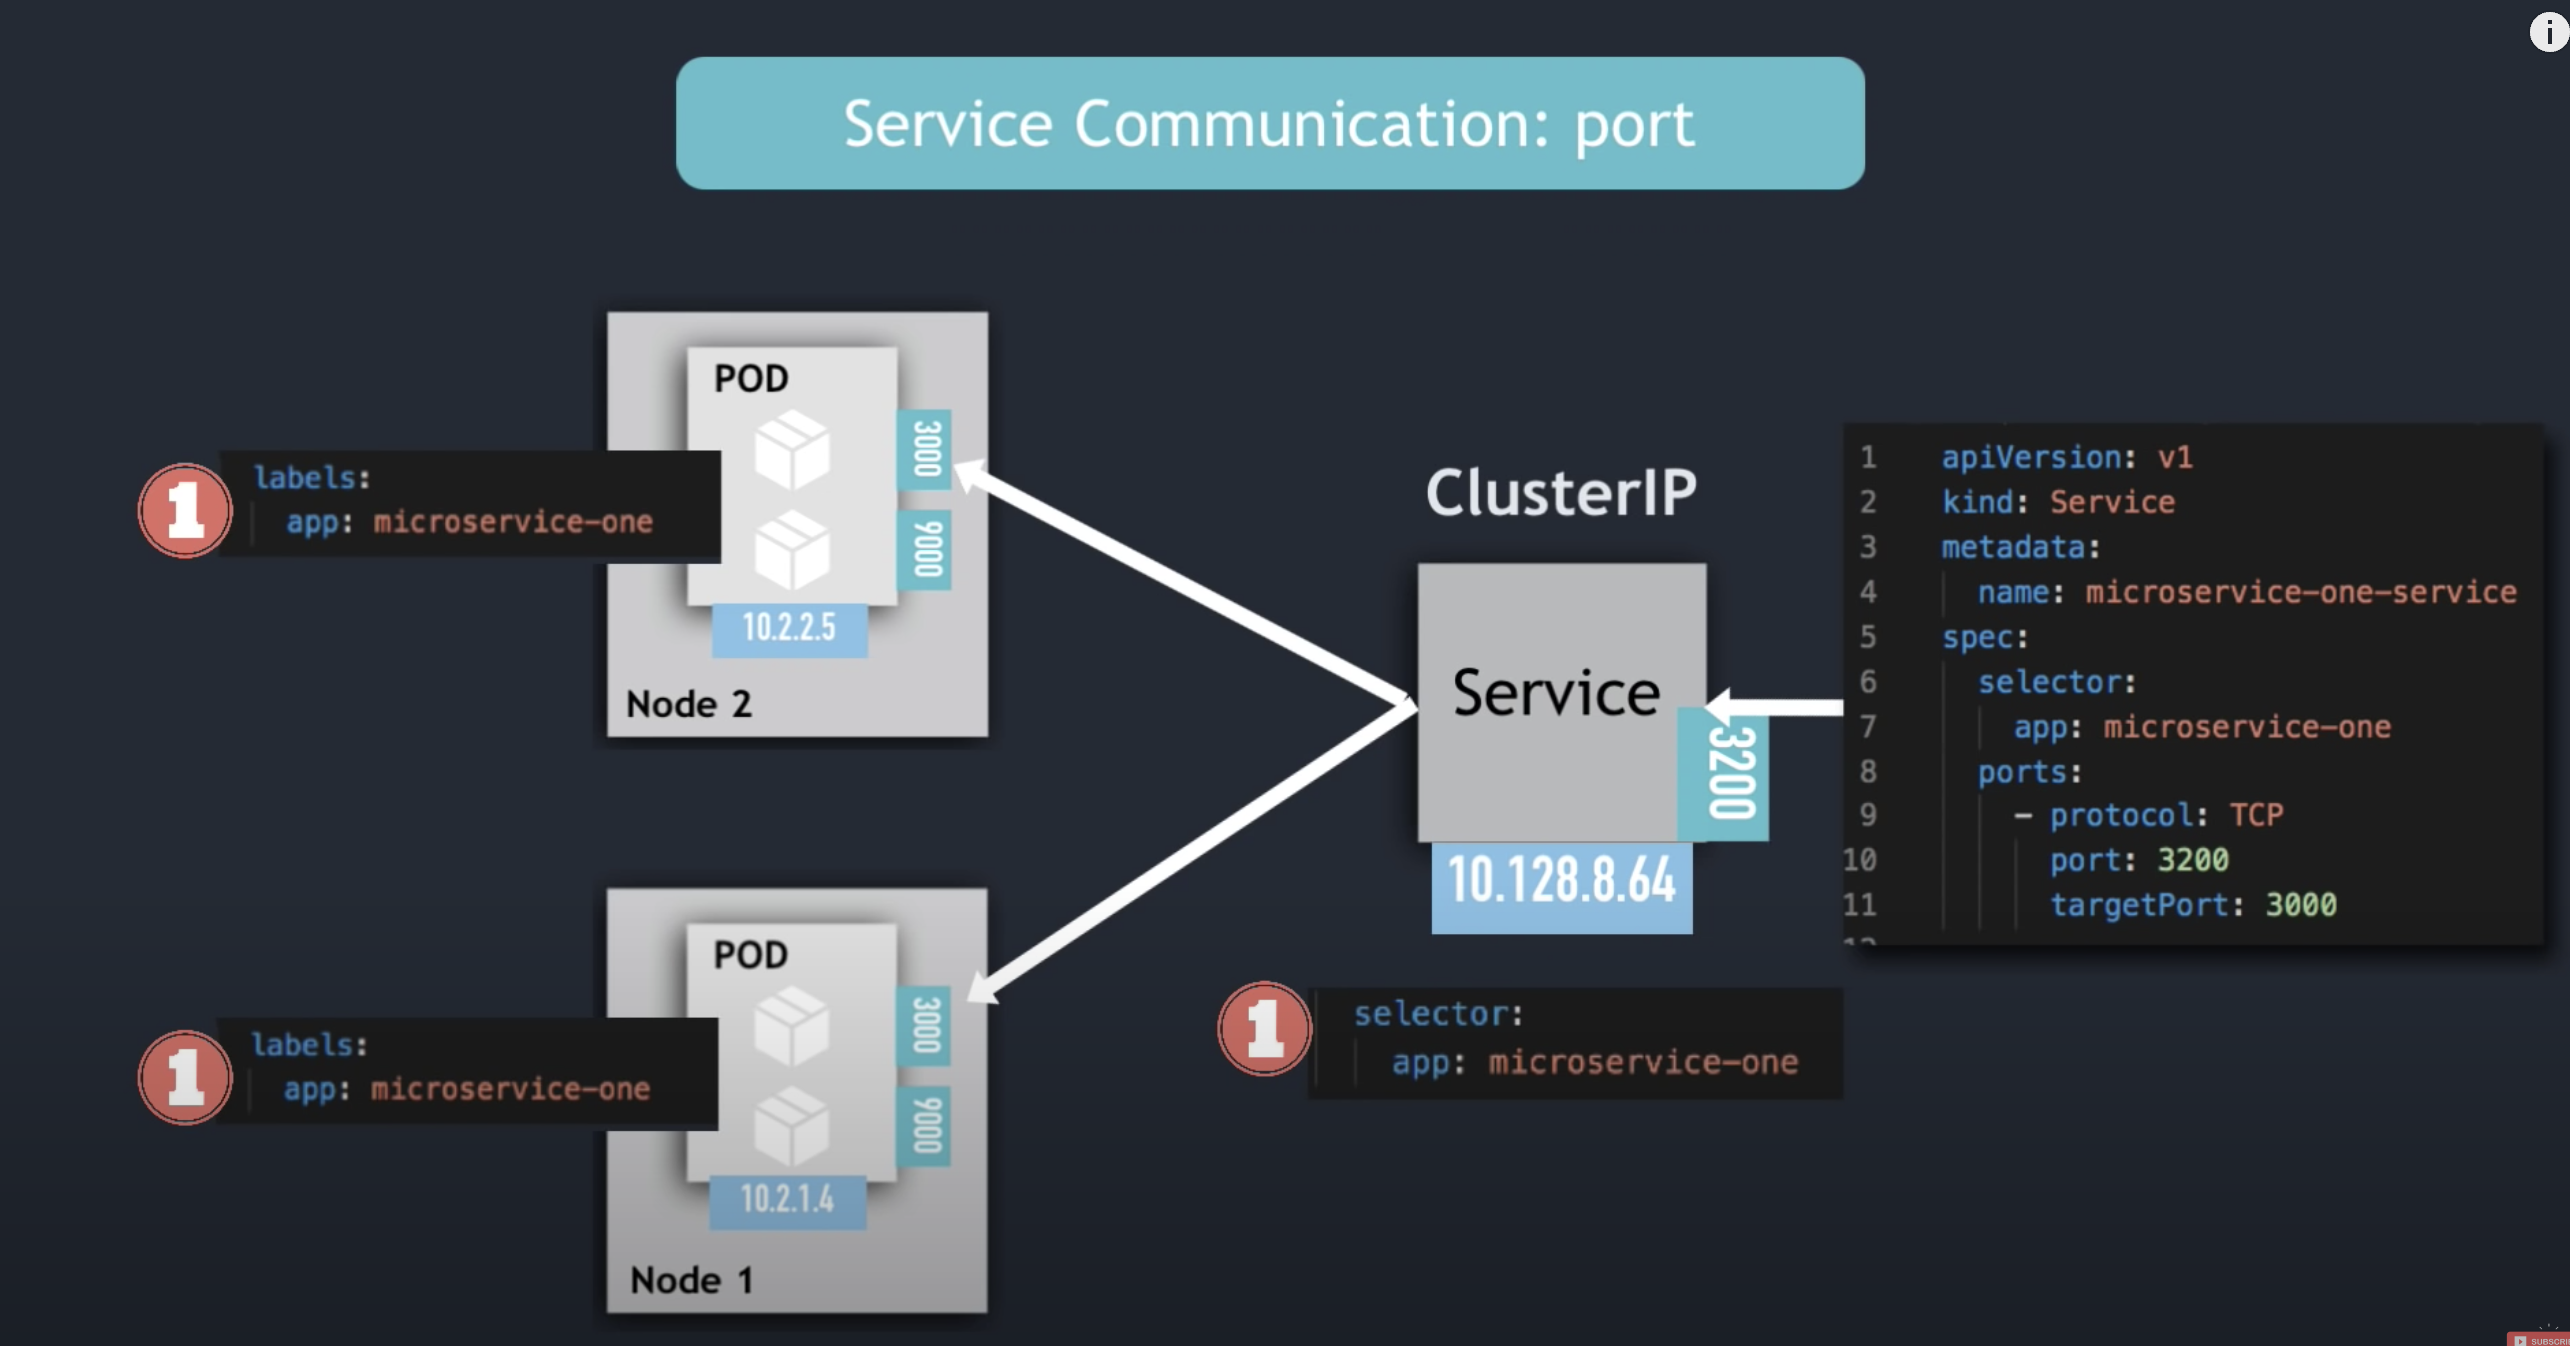 Service Communication: port
POD
3000
9000
labels:
app: microservice-one
10.2.2.5
Node 2
ClusterIP
Service
3200
10.128.8.64
1 apiVersion: v1
2 kind: Service
3 metadata:
4 name: microservice-one-service
5 spec:
6 selector:
7 app: microservice-one
8 ports:
9 - protocol: TCP
10 port: 3200
11 targetPort: 3000
1
selector:
app: microservice-one
1
labels:
app: microservice-one
1
POD
3000
9000
10.2.1.4
Node 1